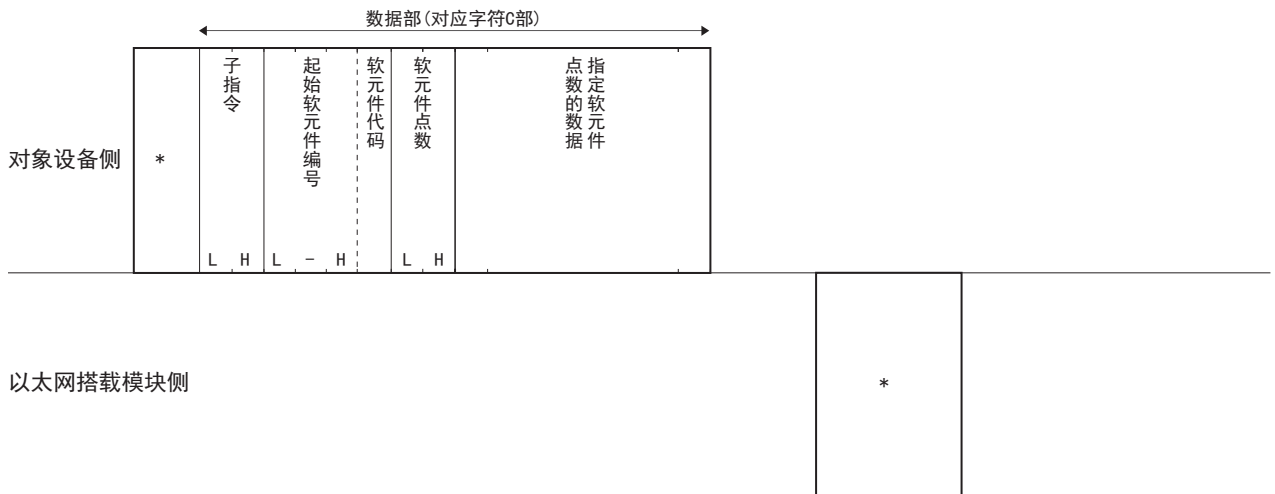 数据部(对应字符C部)
子指令
起始软元件编号
软元件代码
软元件点数
指定软元件
点数的数据
对象设备侧
*
L H L - H L H
以太网搭载模块侧
*